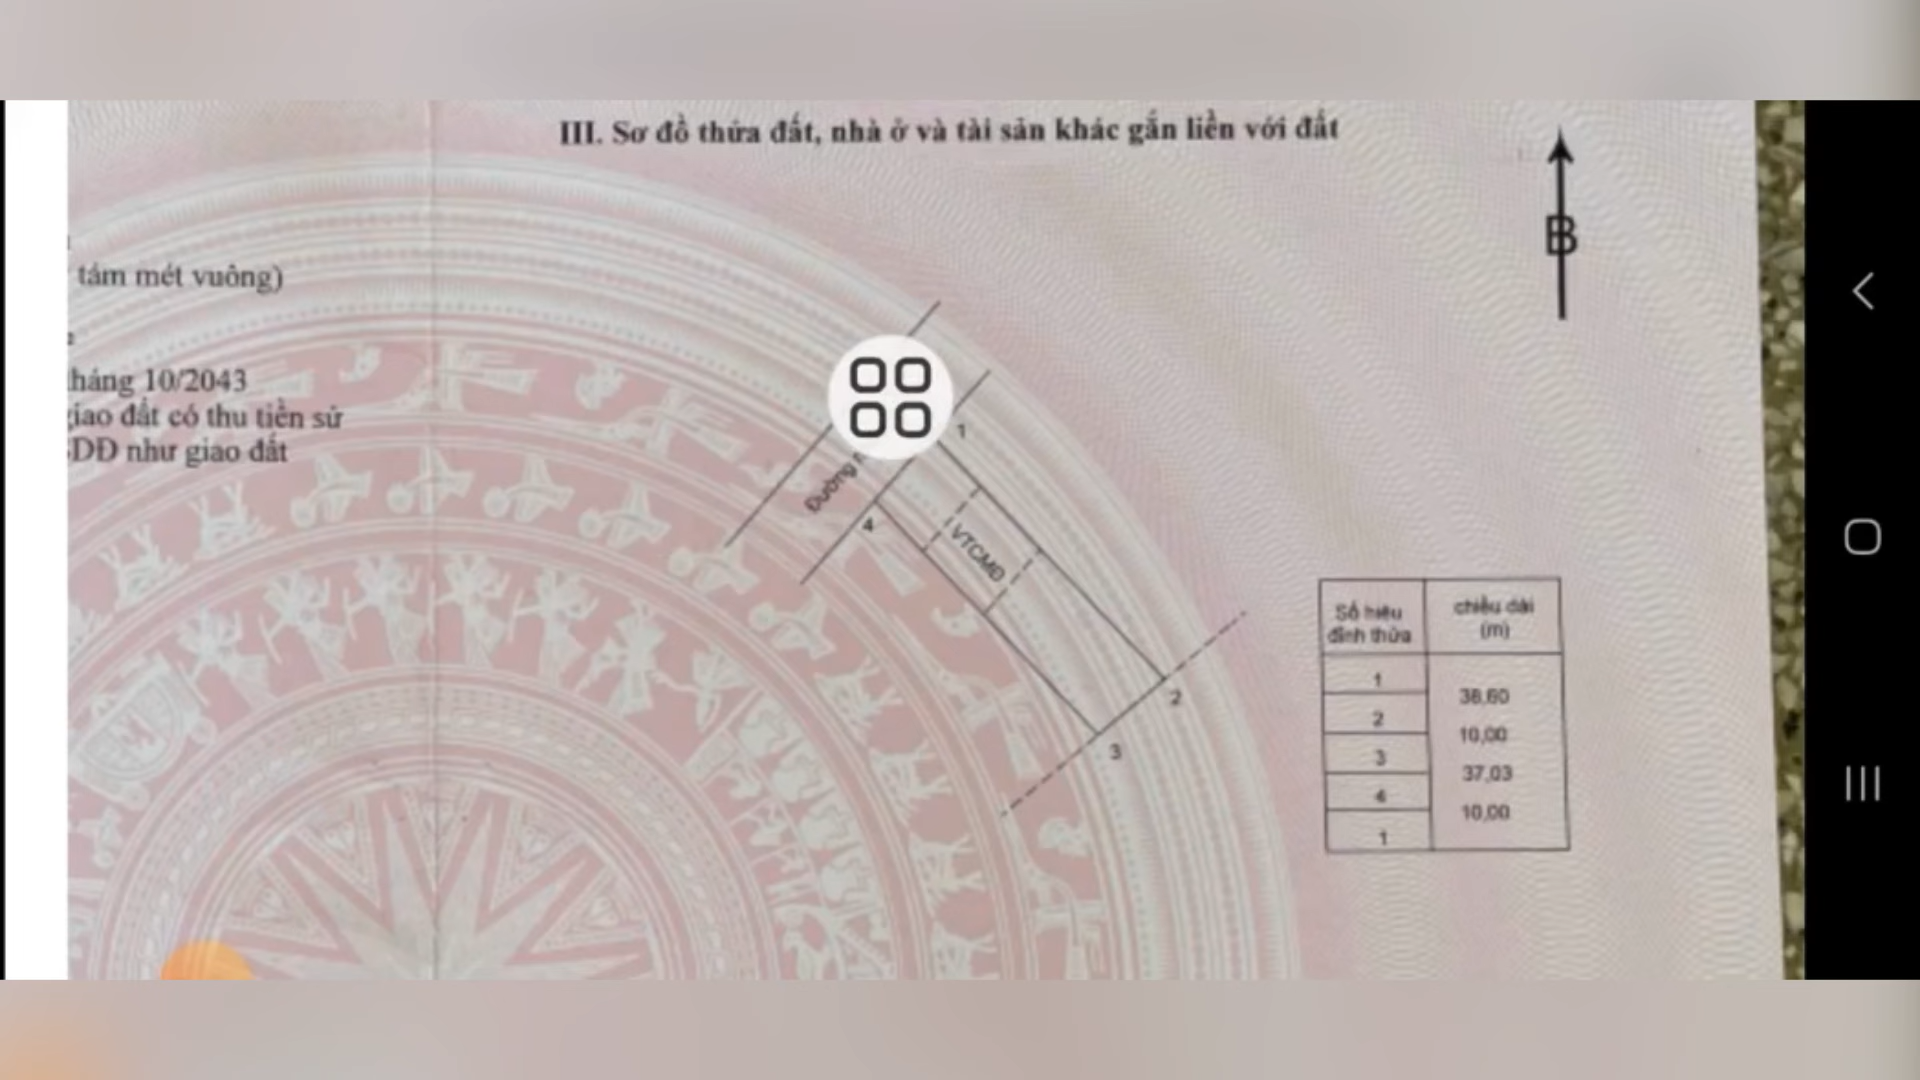 III. Sơ đồ thửa đất, nhà ở và tài sản khác gắn liền với đất
B
tám mét vuông)
háng 10/2043
giao đất có thu tiền sử
DĐ như giao đất
Đường
1
4
VTCMĐ
2
3
Số hiệu đỉnh thửa
chiều dài (m)
1
38,60
2
10,00
3
37,03
4
10,00
1